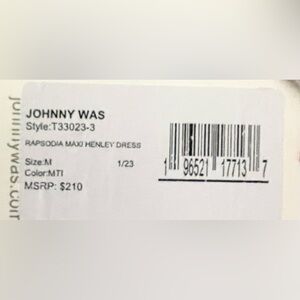 JOHNNY WAS
Style:T33023-3
RAPSODIA MAXI HENLEY DRESS
Size:M 1/23
Color:MTI
MSRP: $210
1 96521 17713 7
johnnywas.com